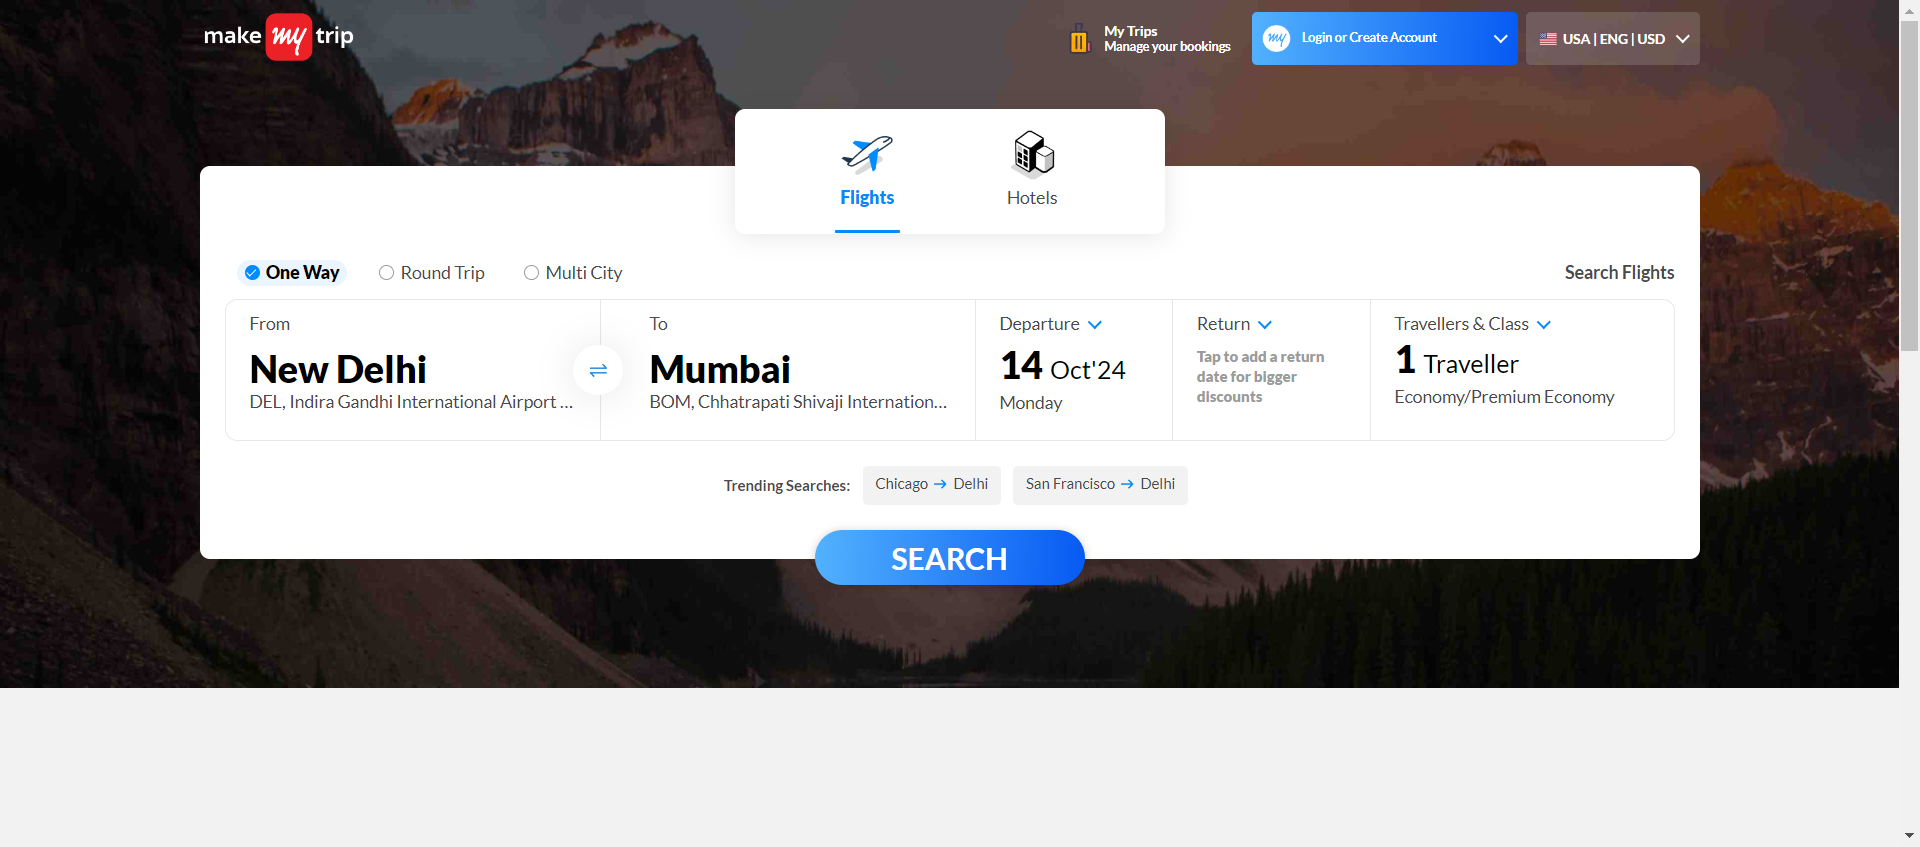 make my trip
My Trips
Manage your bookings
my
Login or Create Account
USA | ENG | USD
Flights
Hotels
One Way
Round Trip
Multi City
Search Flights
From
To
Departure
Return
Travellers & Class
New Delhi
Mumbai
14 Oct'24
Tap to add a return
date for bigger
discounts
1 Traveller
DEL, Indira Gandhi International Airport ...
BOM, Chhatrapati Shivaji Internation...
Monday
Economy/Premium Economy
Trending Searches:
Chicago → Delhi
San Francisco → Delhi
SEARCH